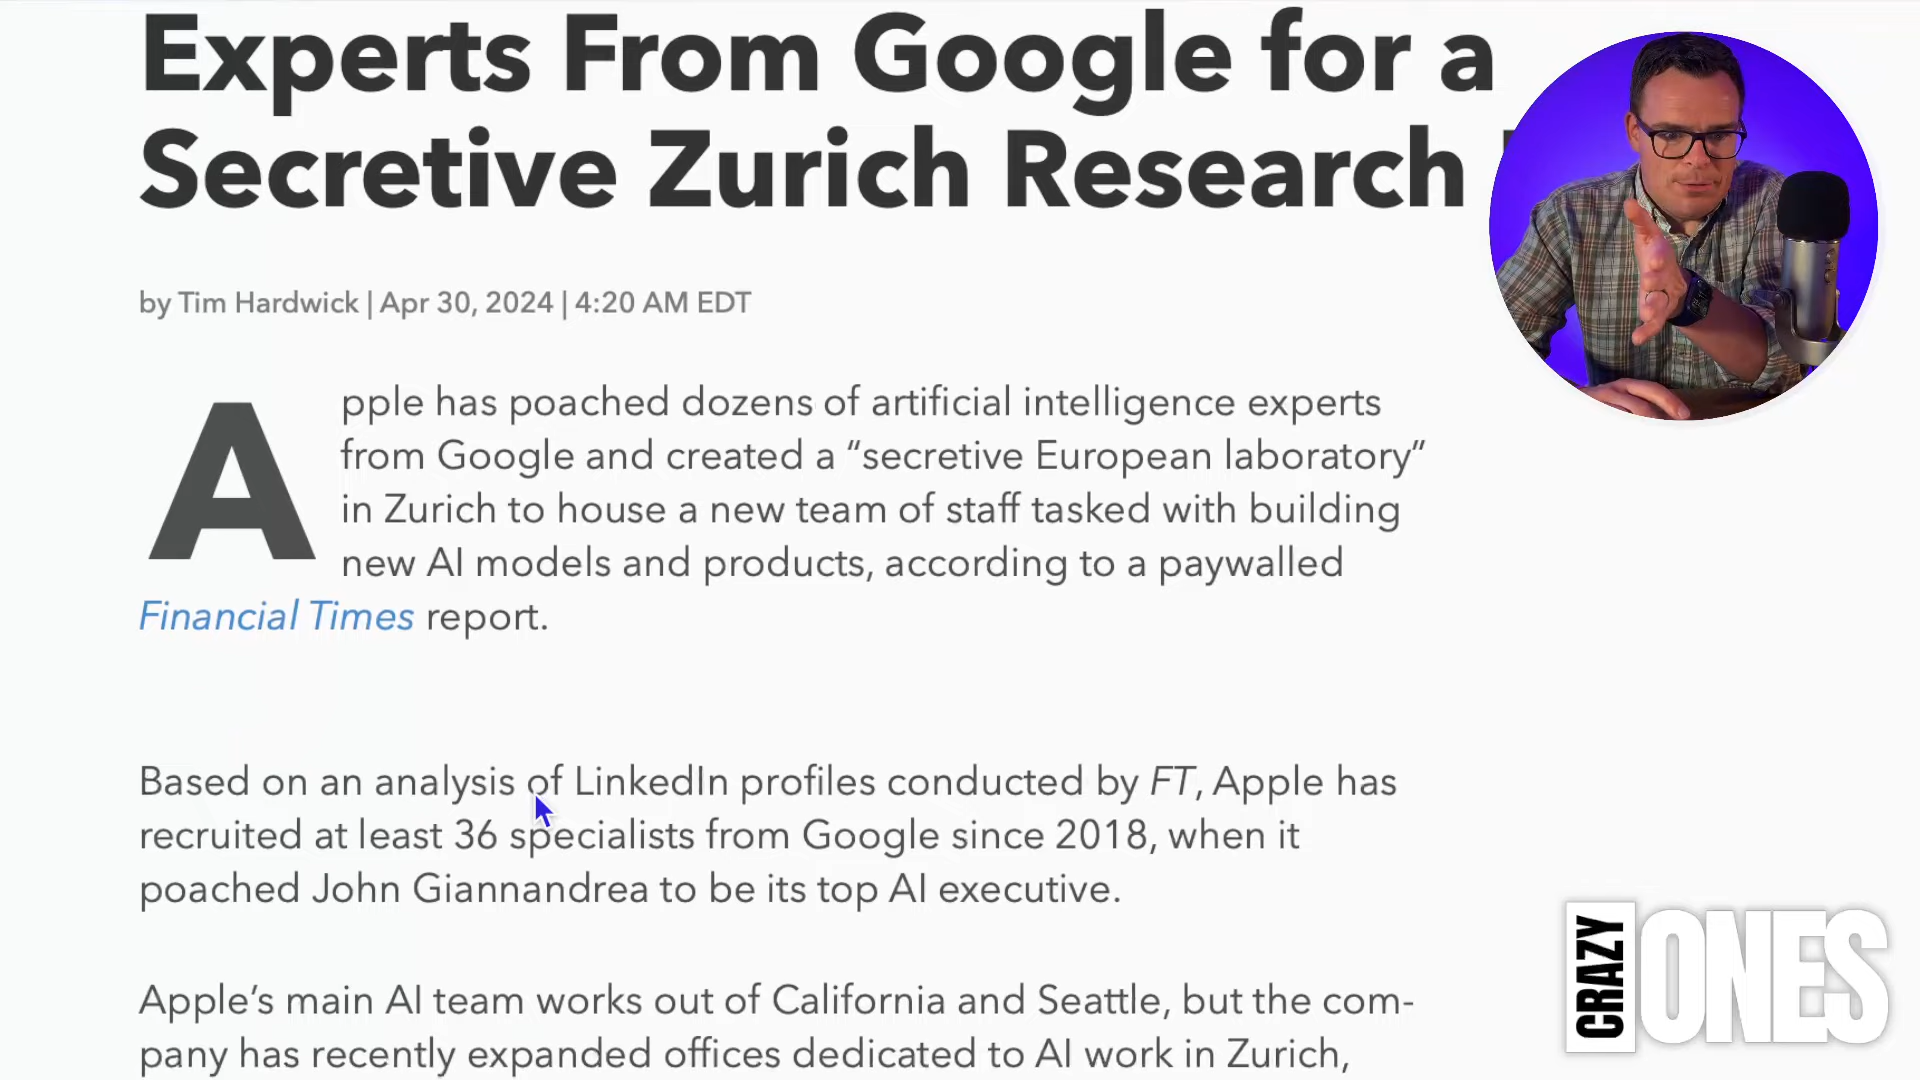 Experts From Google for a
Secretive Zurich Research
by Tim Hardwick | Apr 30, 2024 | 4:20 AM EDT
Apple has poached dozens of artificial intelligence experts
from Google and created a “secretive European laboratory”
in Zurich to house a new team of staff tasked with building
new AI models and products, according to a paywalled
Financial Times report.
Based on an analysis of LinkedIn profiles conducted by FT, Apple has
recruited at least 36 specialists from Google since 2018, when it
poached John Giannandrea to be its top AI executive.
Apple’s main AI team works out of California and Seattle, but the com-
pany has recently expanded offices dedicated to AI work in Zurich,
CRAZY ONES